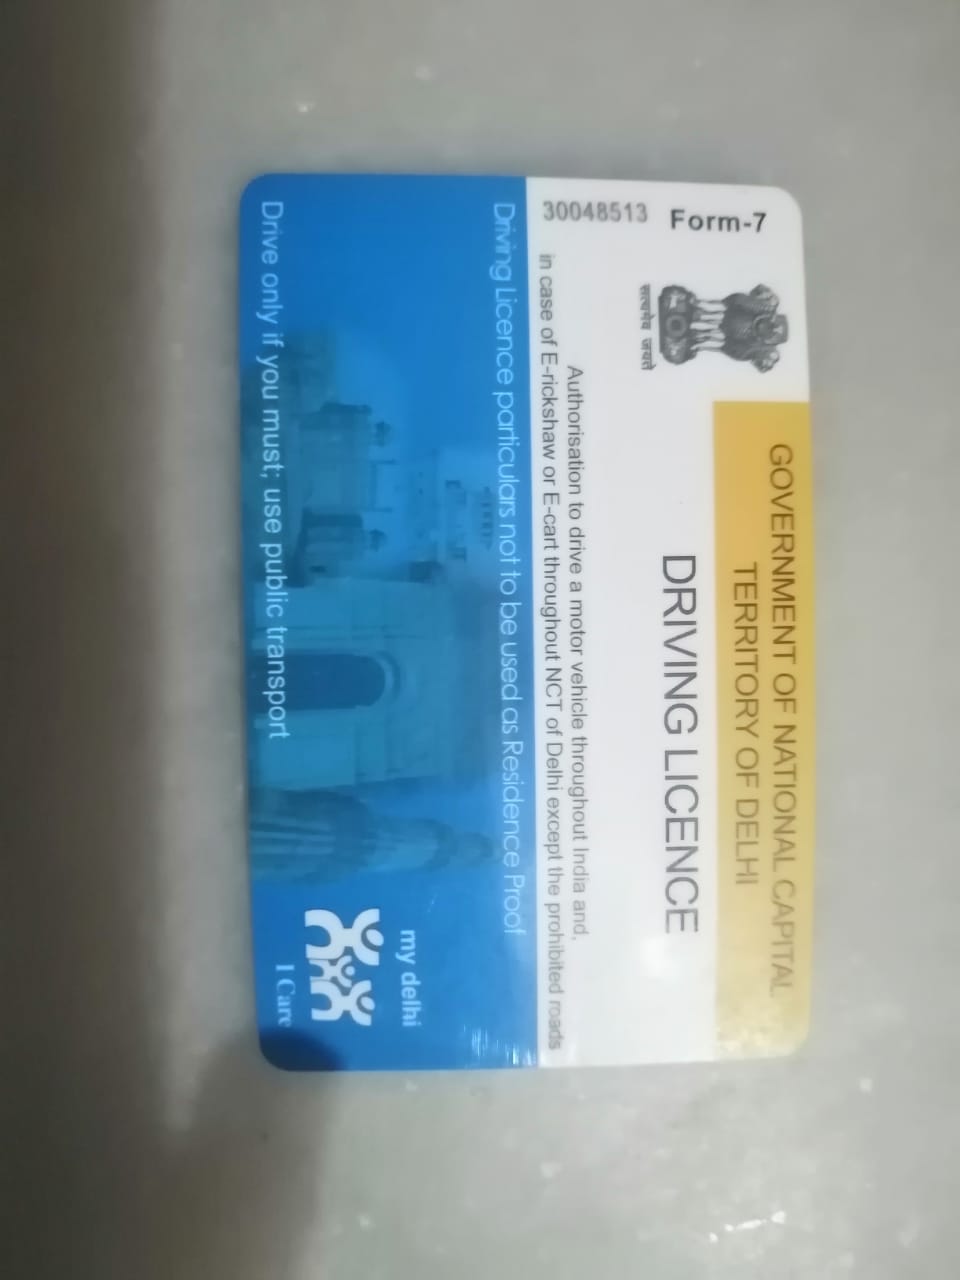 GOVERNMENT OF NATIONAL CAPITAL
TERRITORY OF DELHI
Form-7
सत्यमेव जयते
DRIVING LICENCE
30048513
Authorisation to drive a motor vehicle throughout India and,
in case of E-rickshaw or E-cart throughout NCT of Delhi except the prohibited roads
Driving Licence particulars not to be used as Residence Proof
my delhi
I Care
Drive only if you must; use public transport